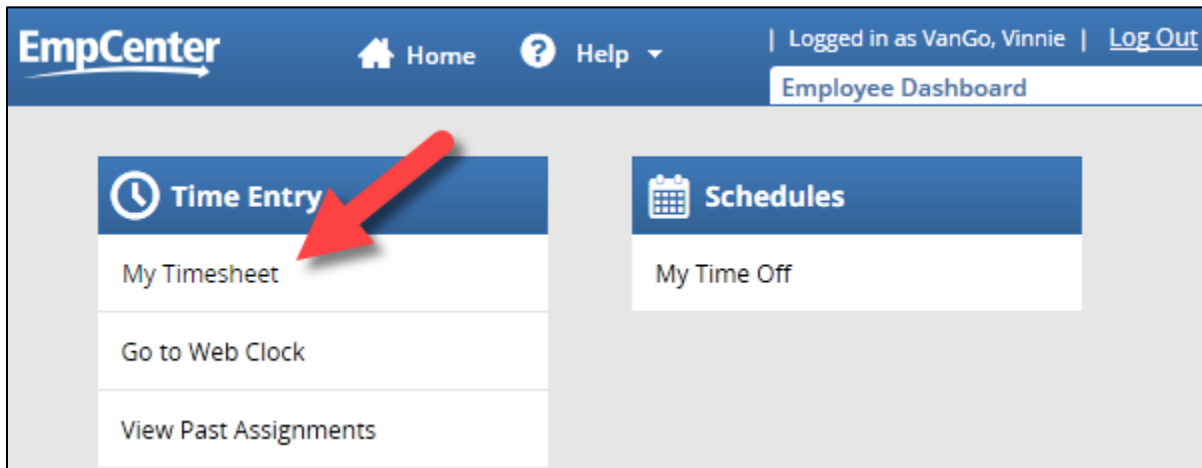 EmpCenter
Home
Help
| Logged in as VanGo, Vinnie | Log Out
Employee Dashboard
Time Entry
My Timesheet
Go to Web Clock
View Past Assignments
Schedules
My Time Off